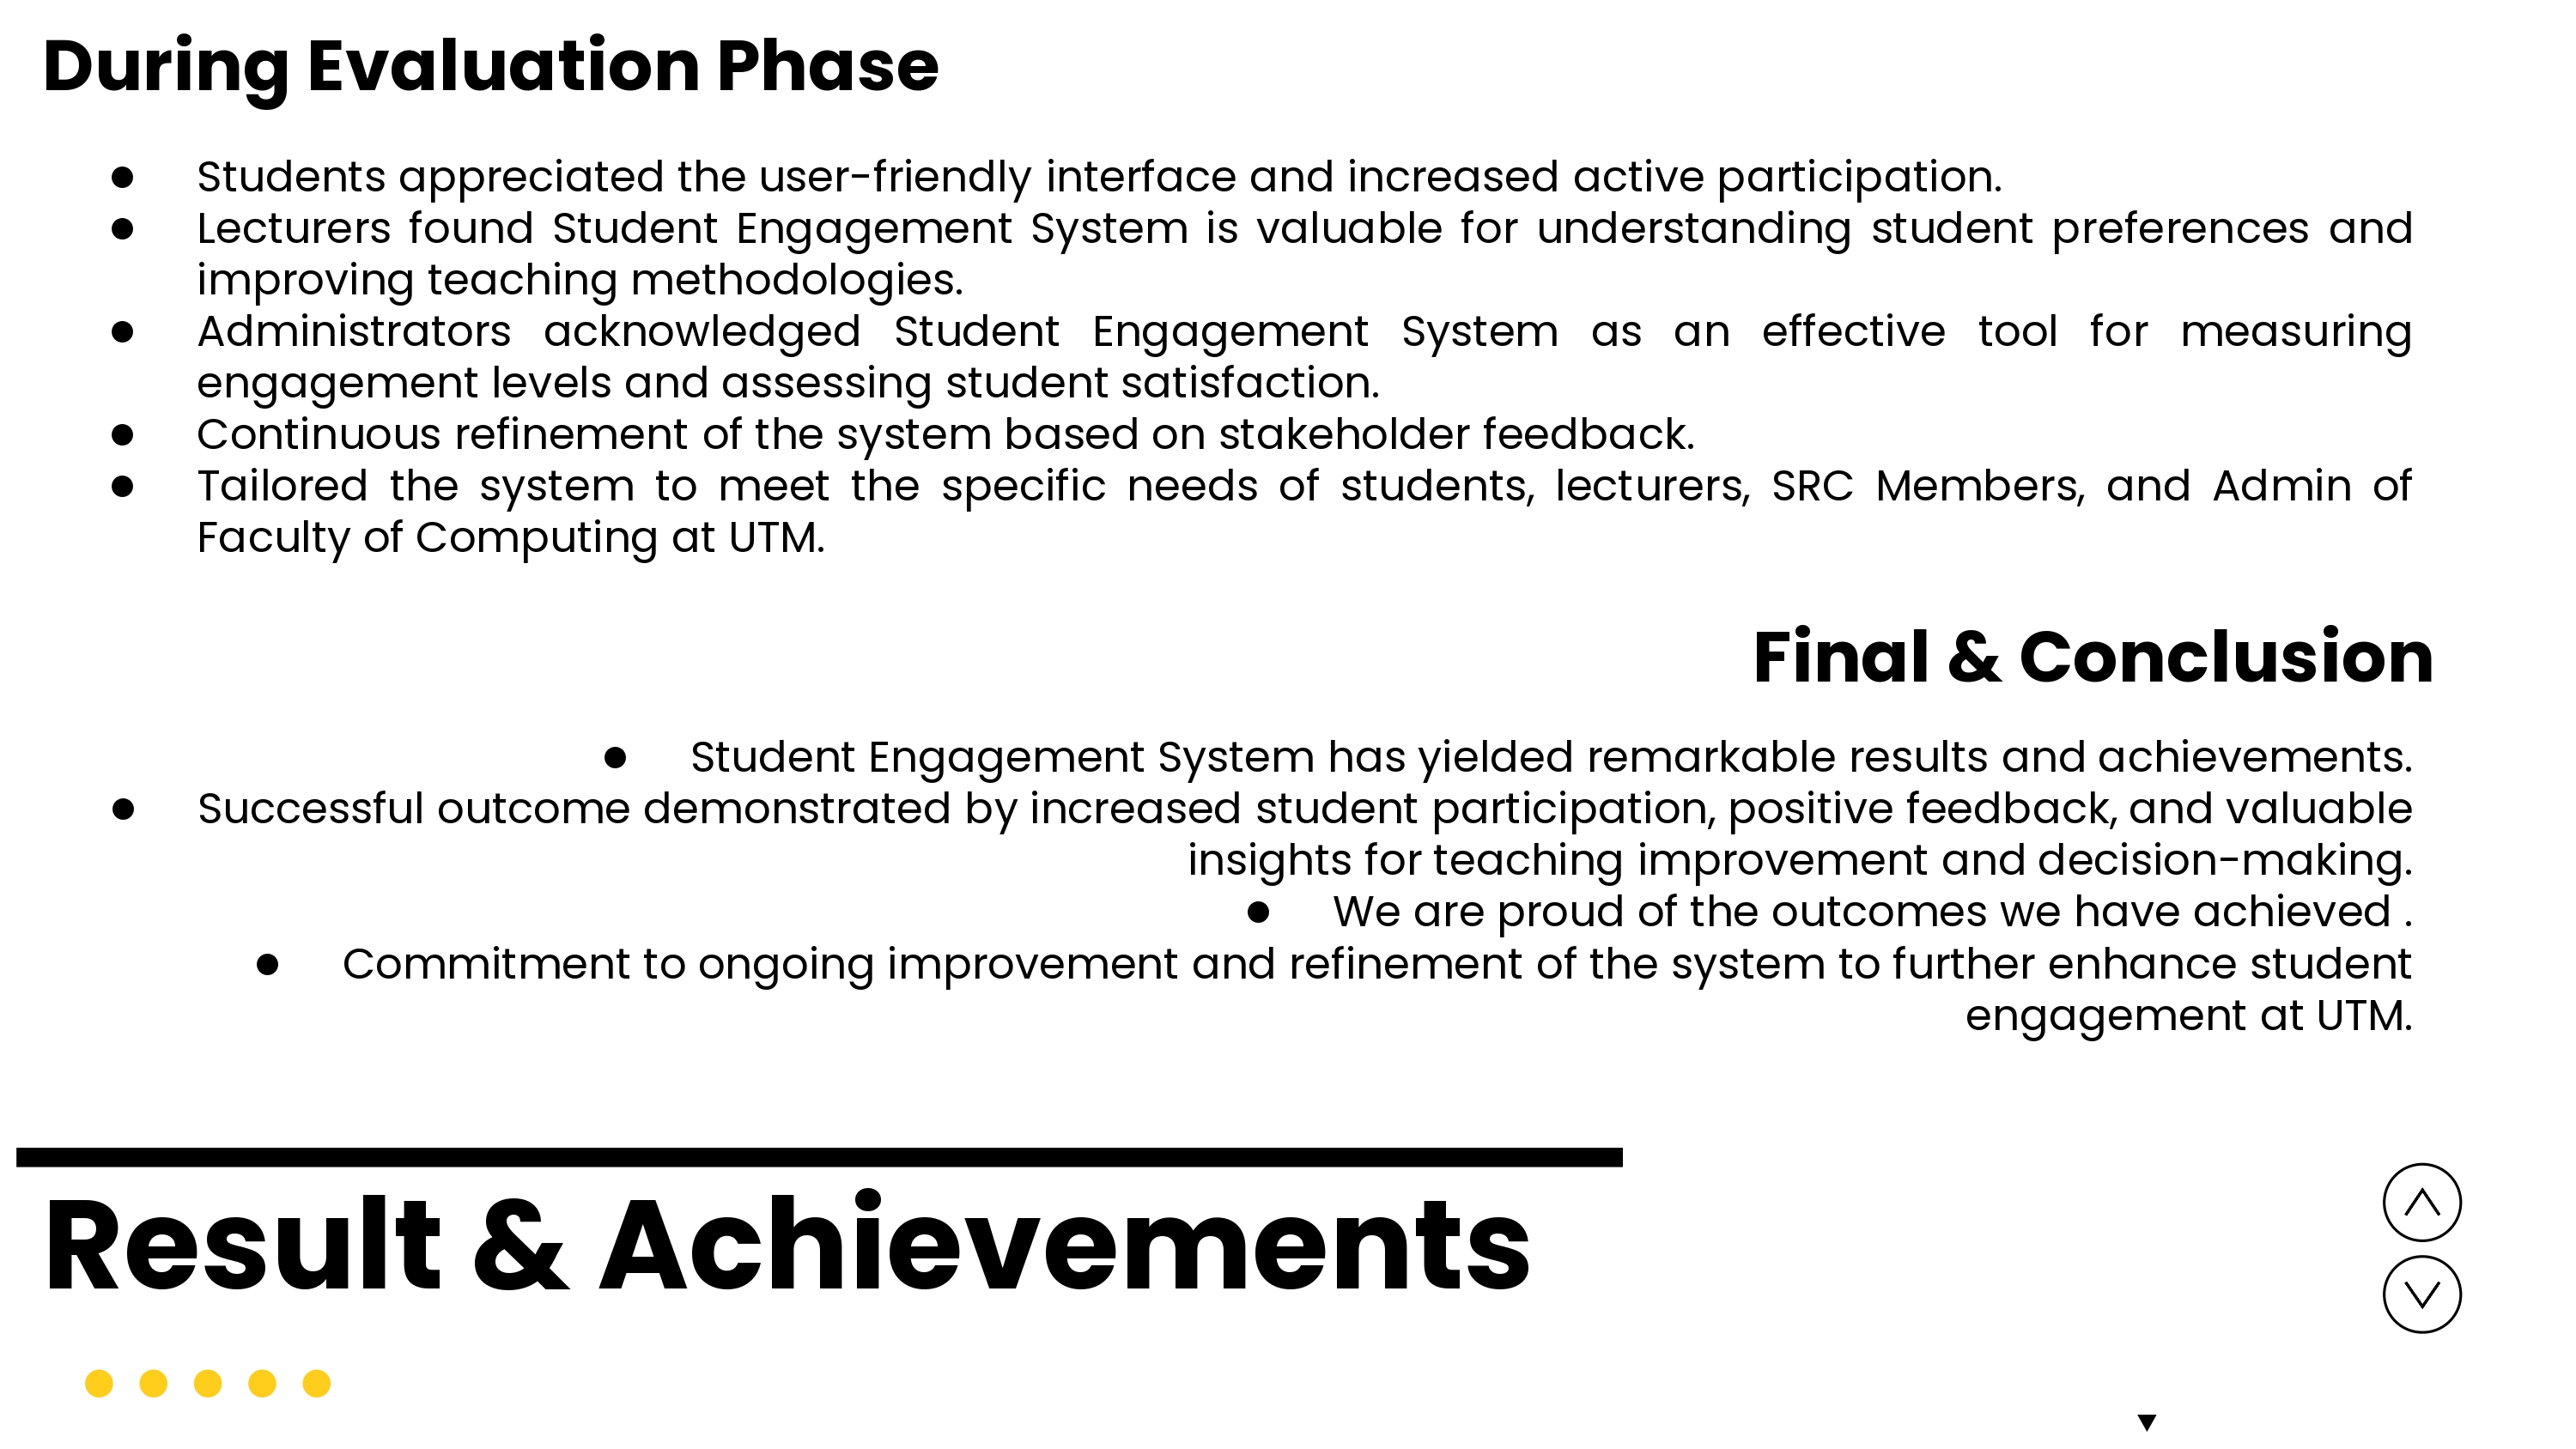 During Evaluation Phase
● Students appreciated the user-friendly interface and increased active participation.
● Lecturers found Student Engagement System is valuable for understanding student preferences and
improving teaching methodologies.
● Administrators acknowledged Student Engagement System as an effective tool for measuring
engagement levels and assessing student satisfaction.
● Continuous refinement of the system based on stakeholder feedback.
● Tailored the system to meet the specific needs of students, lecturers, SRC Members, and Admin of
Faculty of Computing at UTM.
Final & Conclusion
● Student Engagement System has yielded remarkable results and achievements.
● Successful outcome demonstrated by increased student participation, positive feedback, and valuable
insights for teaching improvement and decision-making.
● We are proud of the outcomes we have achieved .
● Commitment to ongoing improvement and refinement of the system to further enhance student
engagement at UTM.
Result & Achievements